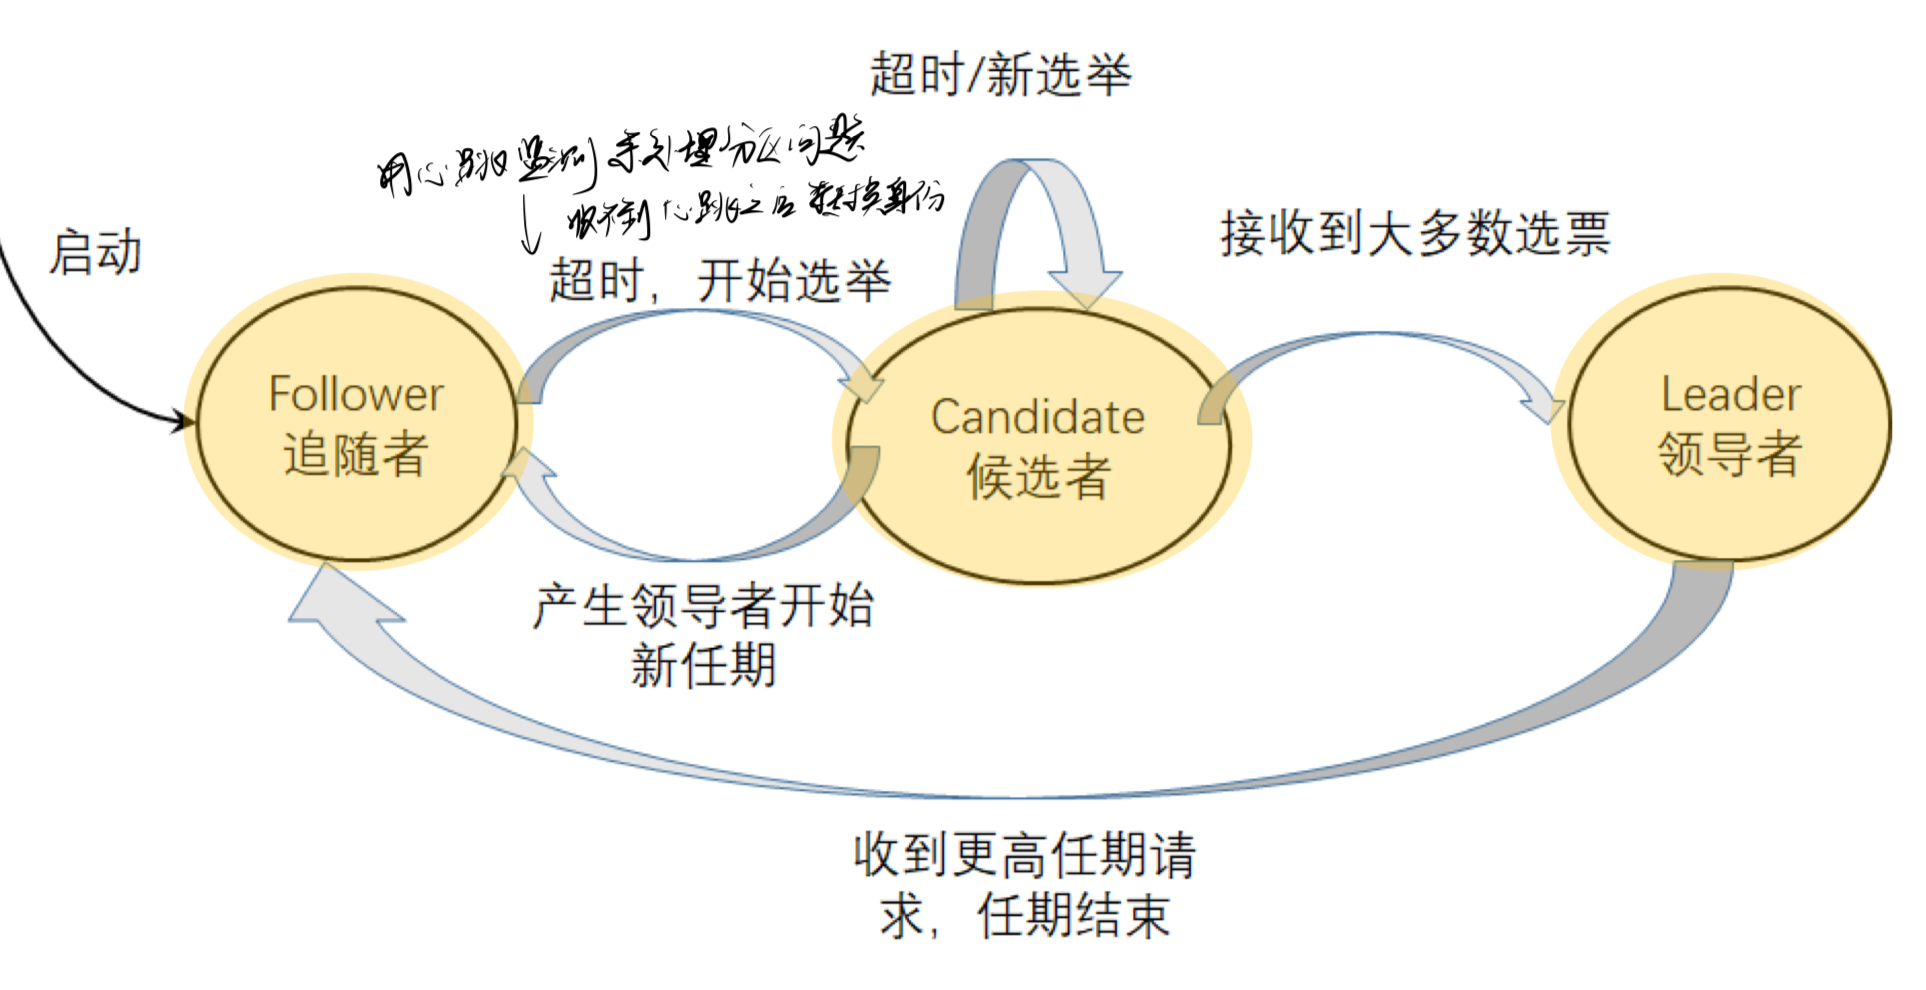 超时/新选举
用心跳监测来处理分区问题
收不到心跳之后转换身份
接收到大多数选票
启动
超时，开始选举
Follower
追随者
Candidate
候选者
Leader
领导者
产生领导者开始
新任期
收到更高任期请
求，任期结束